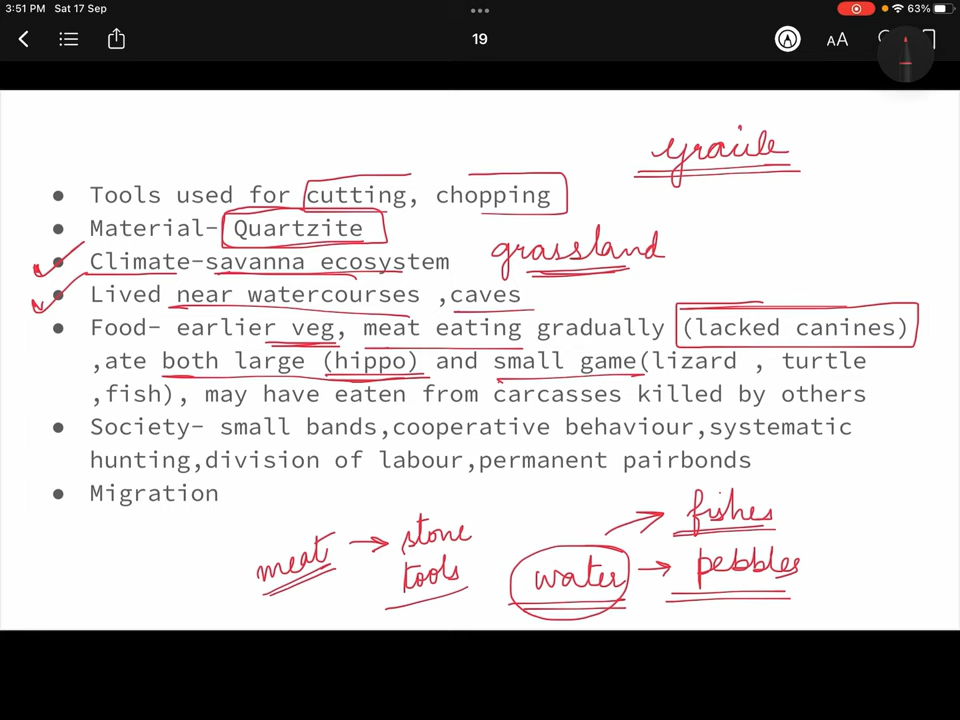 3:51 PM Sat 17 Sep
63%
19
AA
gracile
● Tools used for cutting, chopping
● Material- Quartzite
● Climate-savanna ecosystem
grassland
● Lived near watercourses ,caves
● Food- earlier veg, meat eating gradually (lacked canines)
,ate both large (hippo) and small game(lizard , turtle
,fish), may have eaten from carcasses killed by others
● Society- small bands,cooperative behaviour,systematic
hunting,division of labour,permanent pairbonds
● Migration
meat → stone
tools
water → fishes
→ pebbles